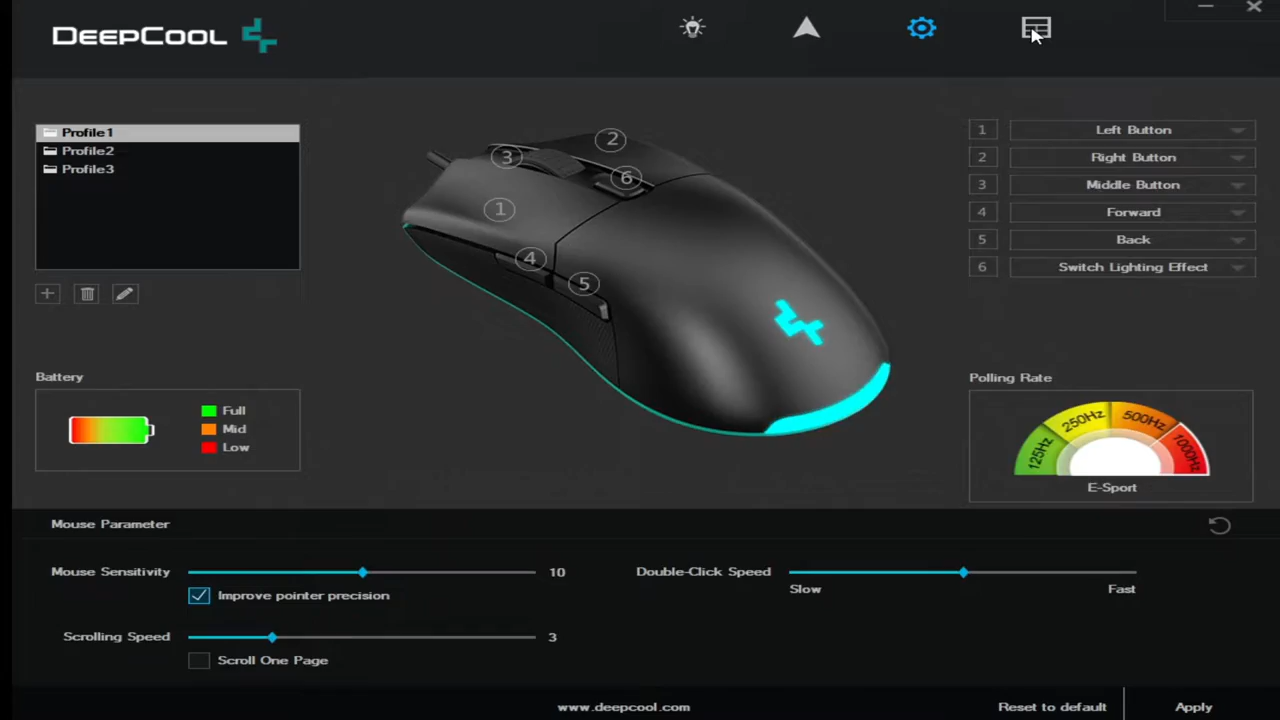 DEEPCOOL
Profile1
Profile2
Profile3
1
2
3
4
5
6
1 Left Button
2 Right Button
3 Middle Button
4 Forward
5 Back
6 Switch Lighting Effect
Battery
Full
Mid
Low
Polling Rate
125Hz 250Hz 500Hz 1000Hz
E-Sport
Mouse Parameter
Mouse Sensitivity 10
Improve pointer precision
Scrolling Speed 3
Scroll One Page
Double-Click Speed
Slow Fast
www.deepcool.com Reset to default Apply